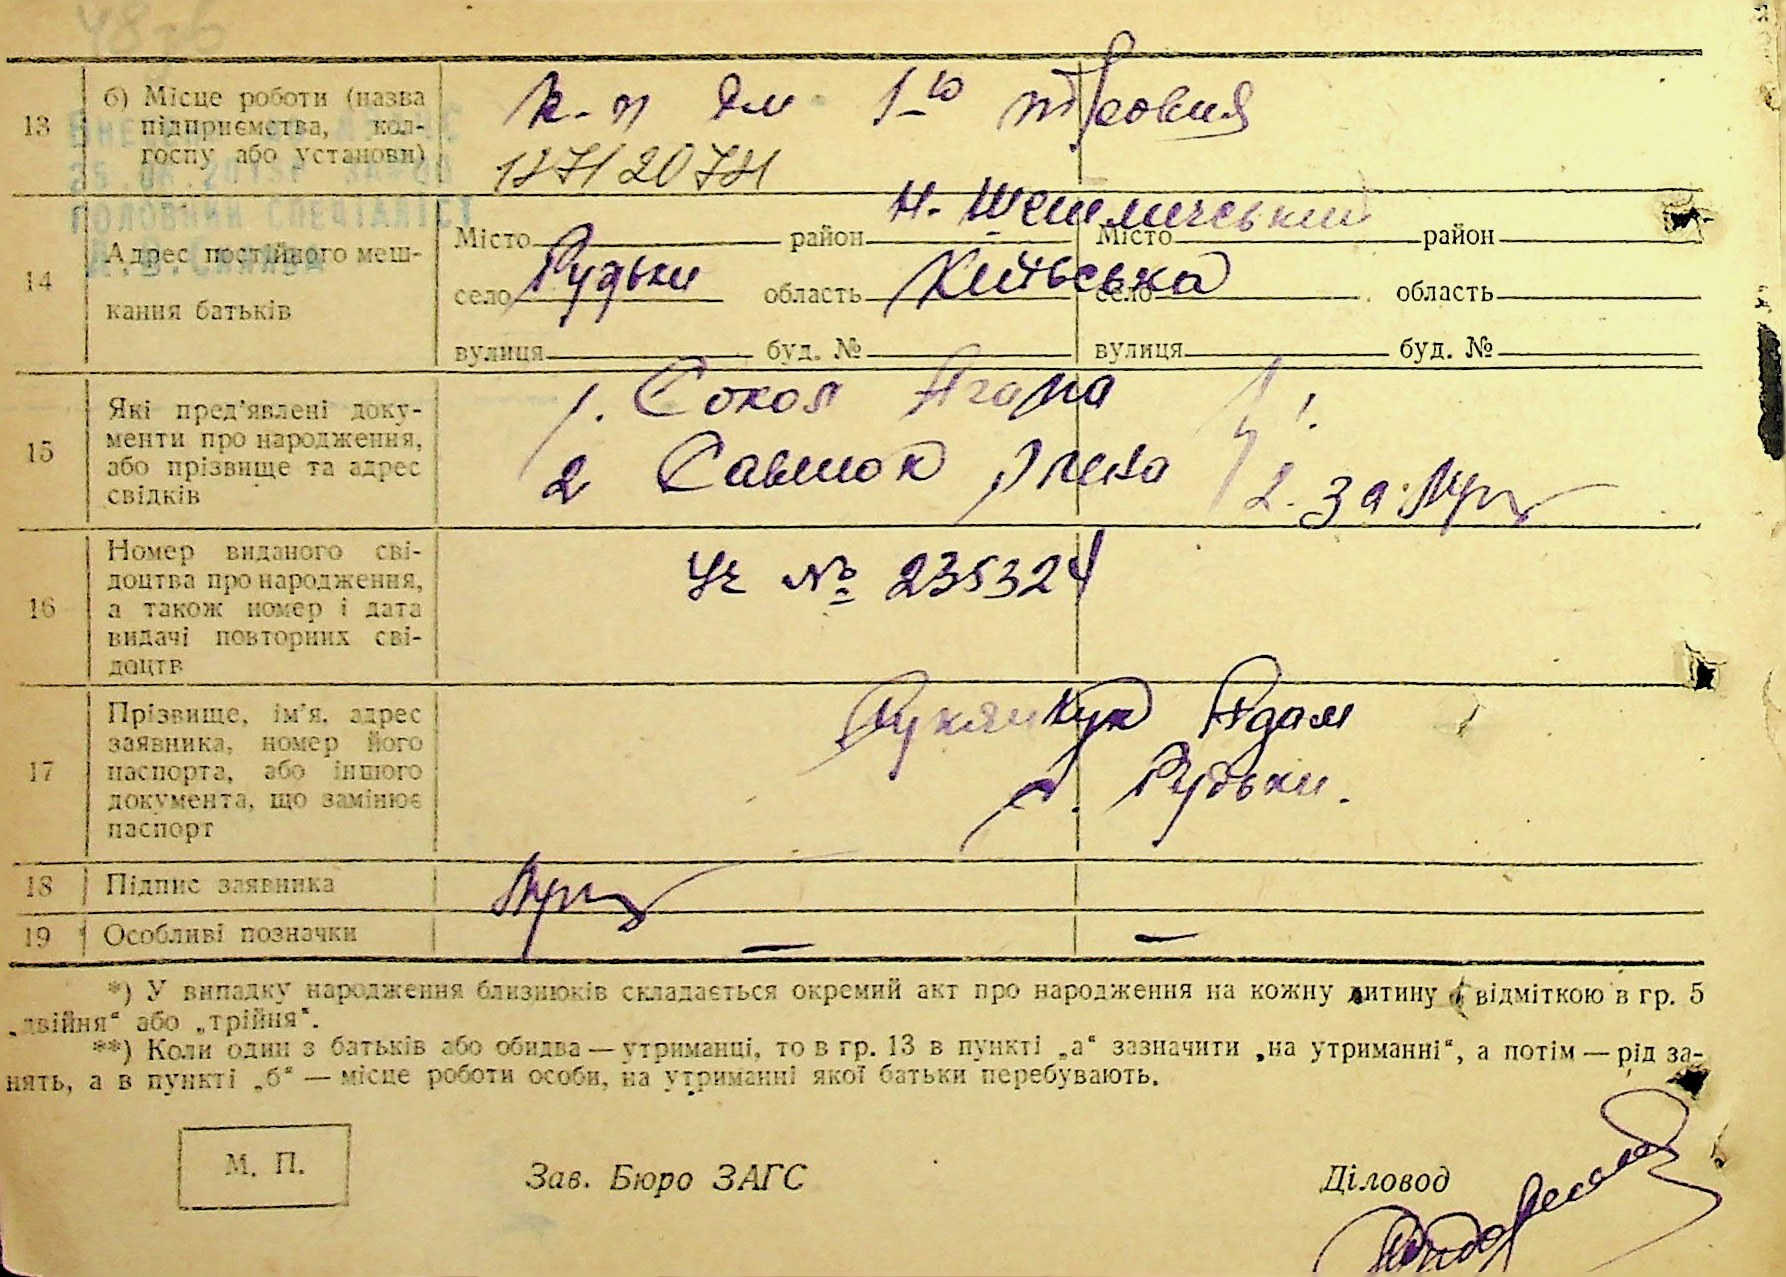 13 б) Місце роботи (назва
підприємства, кол-
госпу або установи)
к-п ім 1-го травня
14 Адрес постійного меш-
кання батьків
Місто район Місто район
село Рудьки область Київська село область
вулиця буд. № вулиця буд. №
15 Які пред'явлені доку-
менти про народження,
або прізвище та адрес
свідків
1. Сокол
2 Савлюк 2. За
16 Номер виданого сві-
доцтва про народження,
а також номер і дата
видачі повторних сві-
доцтв
№ 235324
17 Прізвище, ім'я, адрес
заявника, номер його
паспорта, або іншого
документа, що замінює
паспорт
Адам
с. Рудьки.
18 Підпис заявника
19 Особливі позначки — —
*) У випадку народження близнюків складається окремий акт про народження на кожну дитину з відміткою в гр. 5
„двійня“ або „трійня“.
**) Коли один з батьків або обидва — утриманці, то в гр. 13 в пункті „а“ зазначити „на утриманні“, а потім — рід за-
нять, а в пункті „б“ — місце роботи особи, на утриманні якої батьки перебувають.
М. П.
Зав. Бюро ЗАГС Діловод